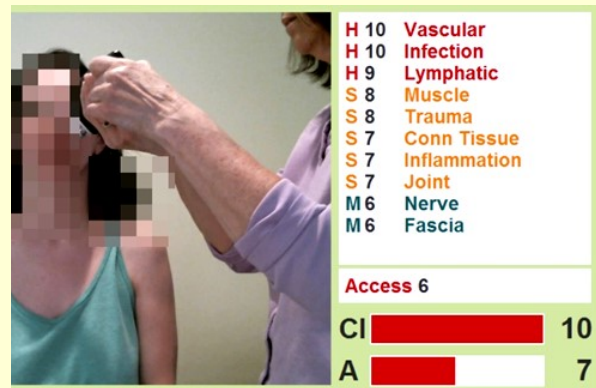 H 10 Vascular
H 10 Infection
H 9 Lymphatic
S 8 Muscle
S 8 Trauma
S 7 Conn Tissue
S 7 Inflammation
S 7 Joint
M 6 Nerve
M 6 Fascia
Access 6
CI 10
A 7